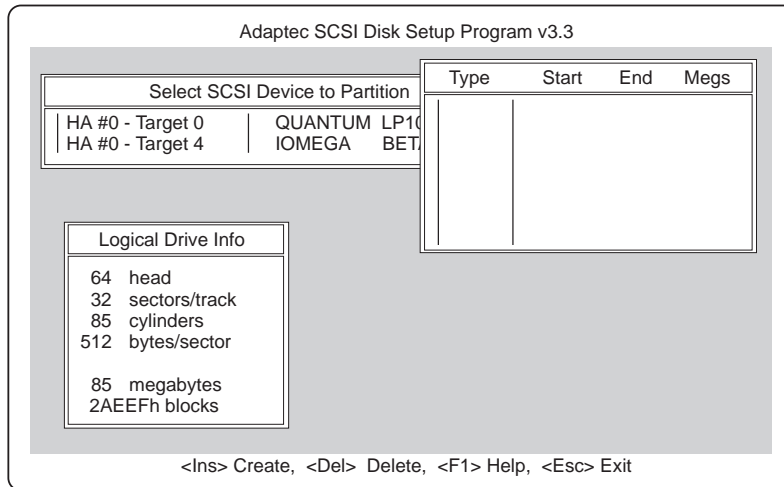 Adaptec SCSI Disk Setup Program v3.3
Select SCSI Device to Partition
HA #0 - Target 0 QUANTUM LP10
HA #0 - Target 4 IOMEGA
Type Start End Megs
Logical Drive Info
64 head
32 sectors/track
85 cylinders
512 bytes/sector
85 megabytes
2AEEFh blocks
<Ins> Create, <Del> Delete, <F1> Help, <Esc> Exit